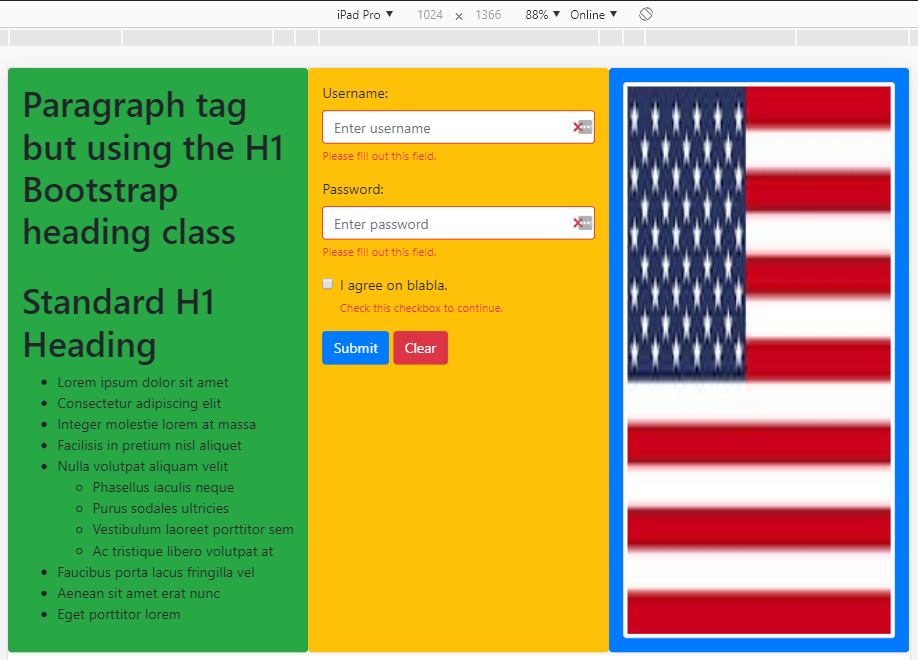 iPad Pro ▼ 1024 × 1366 88% ▼ Online ▼
Paragraph tag
but using the H1
Bootstrap
heading class
Standard H1
Heading
Lorem ipsum dolor sit amet
Consectetur adipiscing elit
Integer molestie lorem at massa
Facilisis in pretium nisl aliquet
Nulla volutpat aliquam velit
Phasellus iaculis neque
Purus sodales ultricies
Vestibulum laoreet porttitor sem
Ac tristique libero volutpat at
Faucibus porta lacus fringilla vel
Aenean sit amet erat nunc
Eget porttitor lorem
Username:
Enter username
Please fill out this field.
Password:
Enter password
Please fill out this field.
I agree on blabla.
Check this checkbox to continue.
Submit Clear